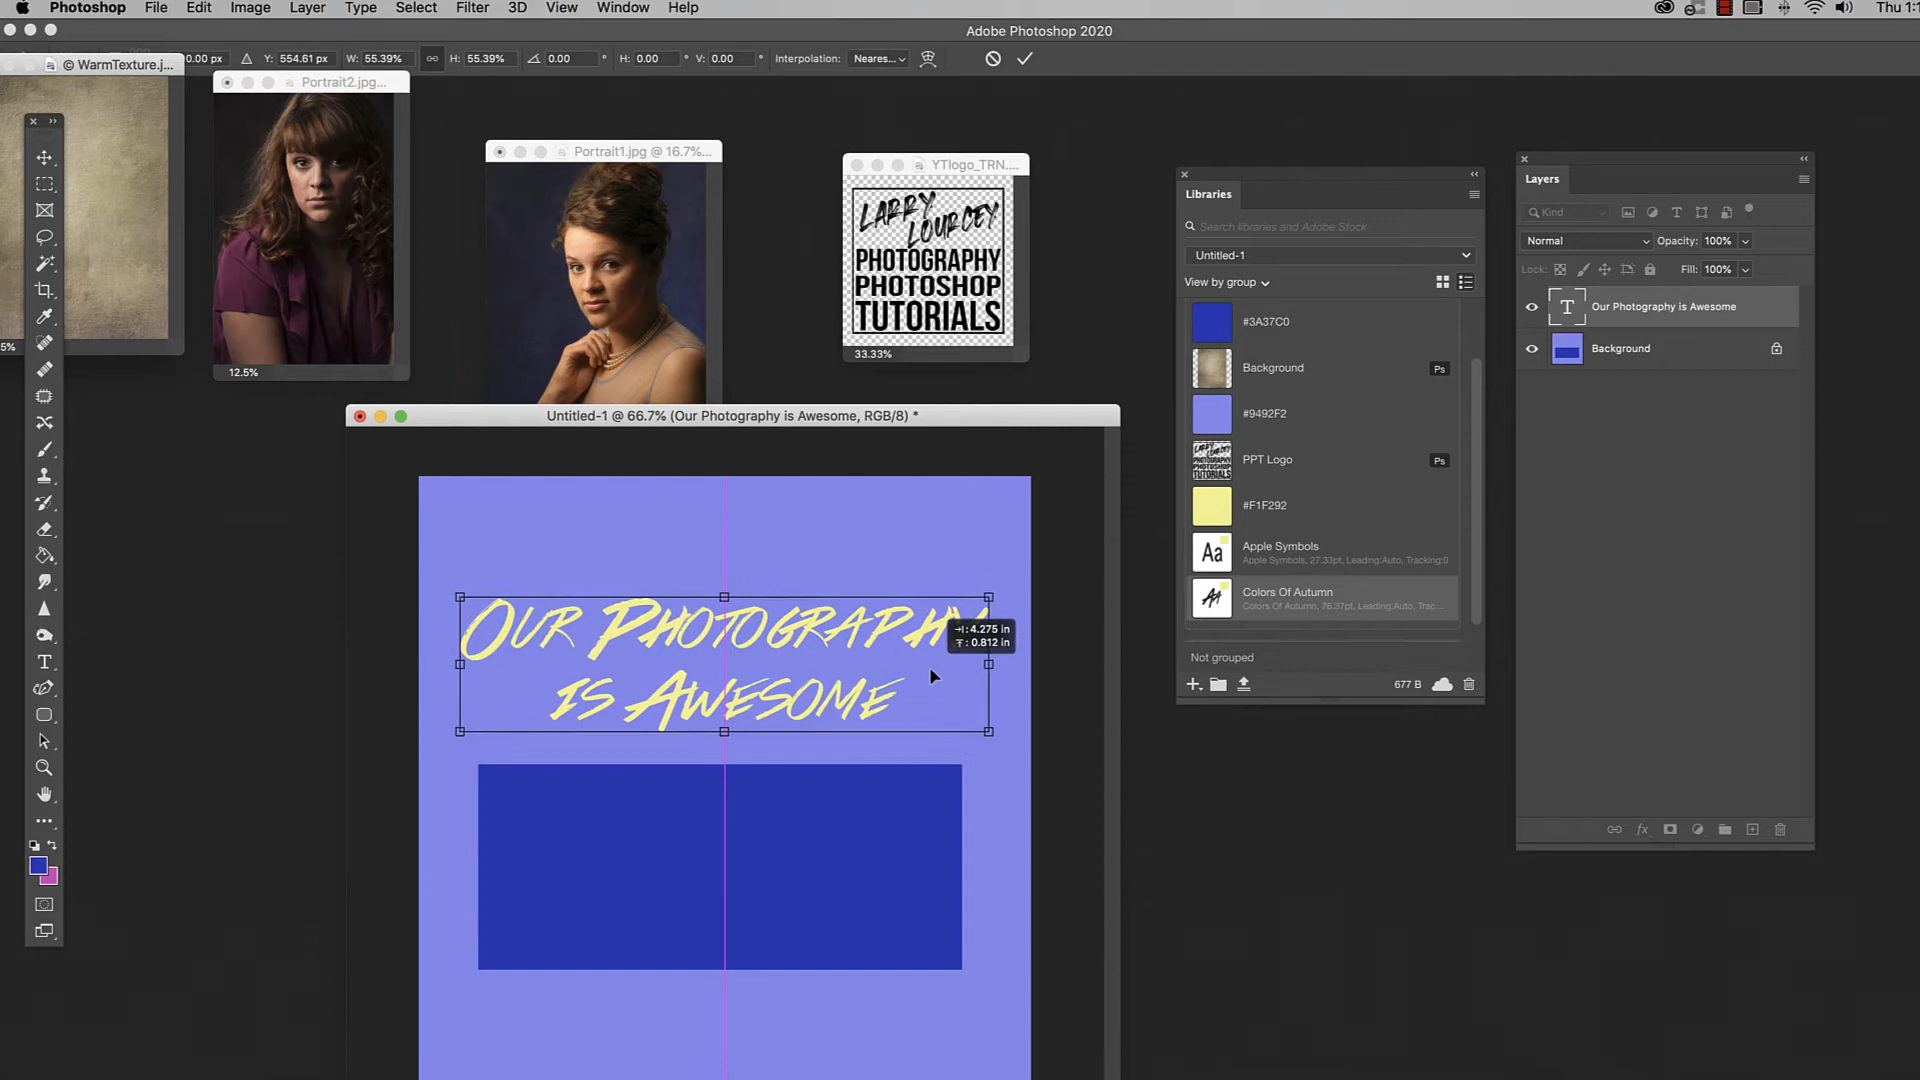 Photoshop File Edit Image Layer Type Select Filter 3D View Window Help
Adobe Photoshop 2020
0.00 px Y: 554.61 px W: 55.39% H: 55.39% 0.00 ° H: 0.00 ° V: 0.00 ° Interpolation: Neares...
© WarmTexture.j...
5%
Portrait2.jpg...
12.5%
Portrait1.jpg @ 16.7%...
YTlogo_TRN....
LARRY
LOURCEY
PHOTOGRAPHY
PHOTOSHOP
TUTORIALS
33.33%
Untitled-1 @ 66.7% (Our Photography is Awesome, RGB/8) *
OUR PHOTOGRAPHY
IS AWESOME
: 4.275 in
: 0.812 in
Libraries
Search libraries and Adobe Stock
Untitled-1
View by group
#3A37C0
Background Ps
#9492F2
PPT Logo Ps
#F1F292
Aa Apple Symbols
Apple Symbols, 27.33pt, Leading:Auto, Tracking:0
Colors Of Autumn
Colors Of Autumn, 76.37pt, Leading:Auto, Trac...
Not grouped
677 B
Layers
Kind
Normal Opacity: 100%
Lock: Fill: 100%
T Our Photography is Awesome
Background